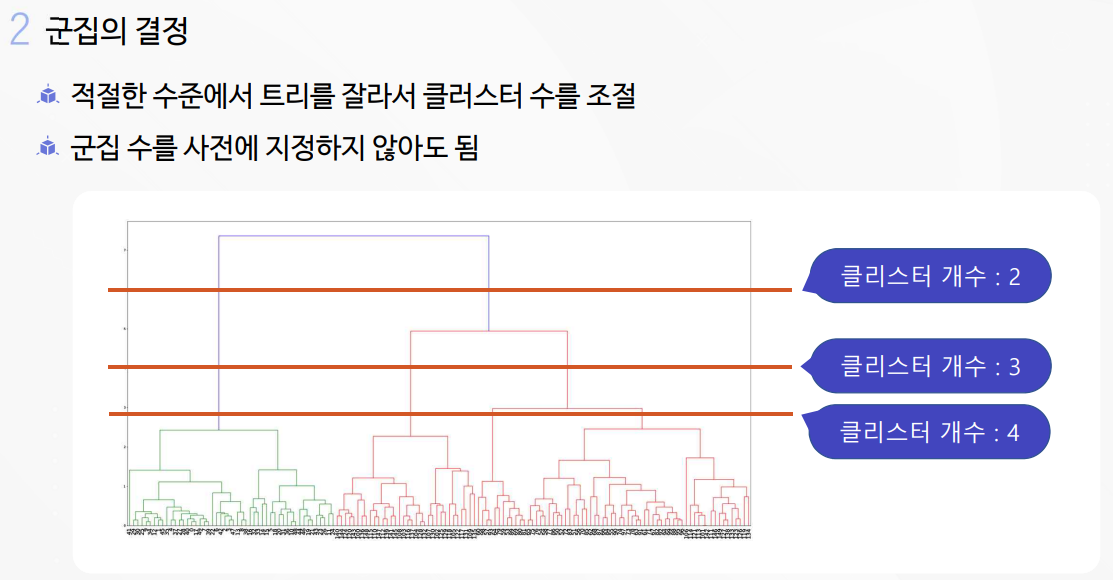 2 군집의 결정
적절한 수준에서 트리를 잘라서 클러스터 수를 조절
군집 수를 사전에 지정하지 않아도 됨
클리스터 개수 : 2
클리스터 개수 : 3
클리스터 개수 : 4